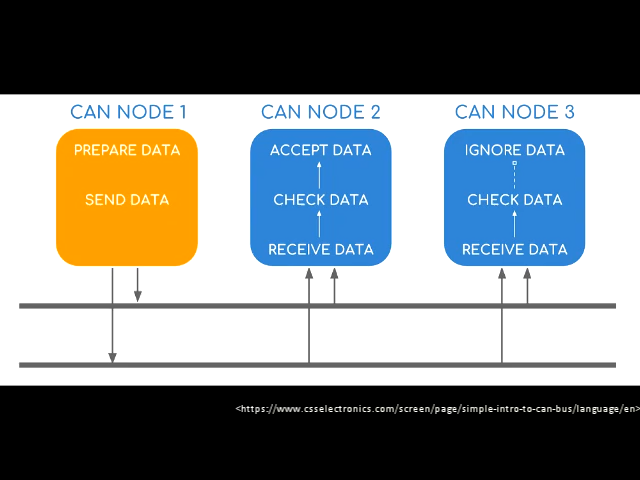 CAN NODE 1
PREPARE DATA
SEND DATA
CAN NODE 2
ACCEPT DATA
CHECK DATA
RECEIVE DATA
CAN NODE 3
IGNORE DATA
CHECK DATA
RECEIVE DATA
<https://www.csselectronics.com/screen/page/simple-intro-to-can-bus/language/en>